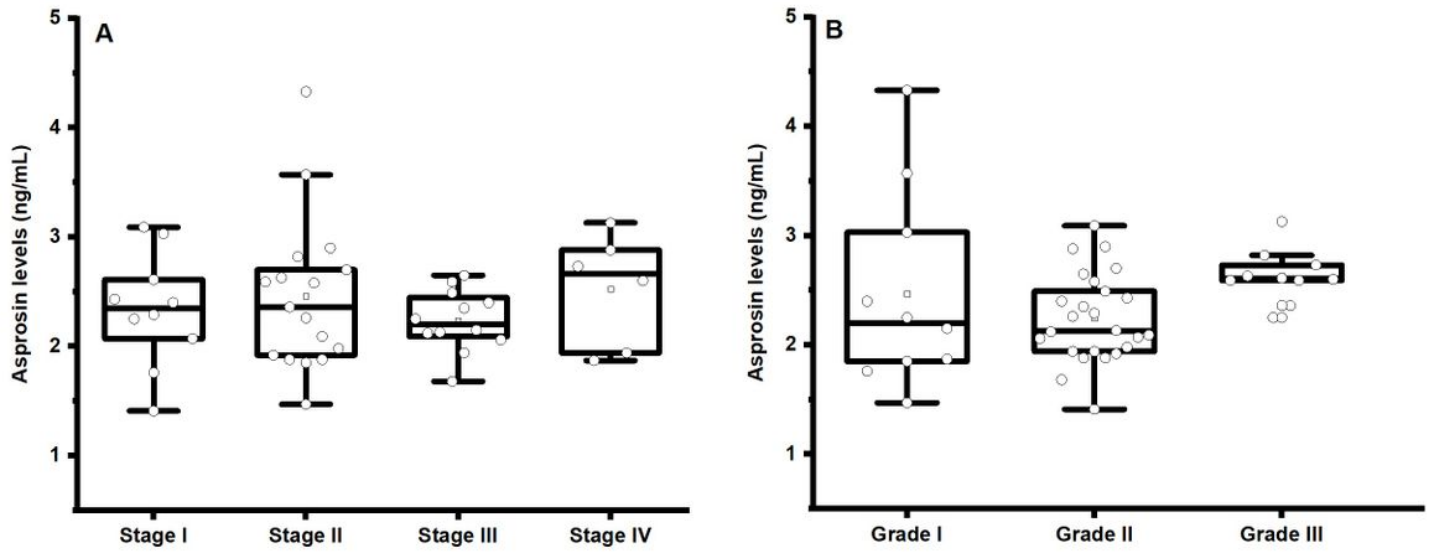 A
Asprosin levels (ng/mL)
5
4
3
2
1
Stage I
Stage II
Stage III
Stage IV
B
Asprosin levels (ng/mL)
5
4
3
2
1
Grade I
Grade II
Grade III